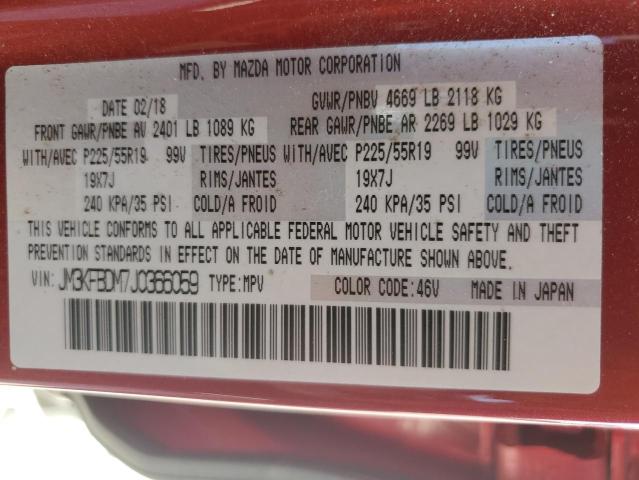 MFD. BY MAZDA MOTOR CORPORATION
DATE 02/18 GVWR/PNBV 4669 LB 2118 KG
FRONT GAWR/PNBE AV 2401 LB 1089 KG REAR GAWR/PNBE AR 2269 LB 1029 KG
WITH/AVEC P225/55R19 99V TIRES/PNEUS WITH/AVEC P225/55R19 99V TIRES/PNEUS
19X7J RIMS/JANTES 19X7J RIMS/JANTES
240 KPA/35 PSI COLD/A FROID 240 KPA/35 PSI COLD/A FROID
THIS VEHICLE CONFORMS TO ALL APPLICABLE FEDERAL MOTOR VEHICLE SAFETY AND THEFT
PREVENTION STANDARDS IN EFFECT ON THE DATE OF MANUFACTURE SHOWN ABOVE.
VIN: JM3KFBDM7J0366059 TYPE: MPV COLOR CODE: 46V MADE IN JAPAN